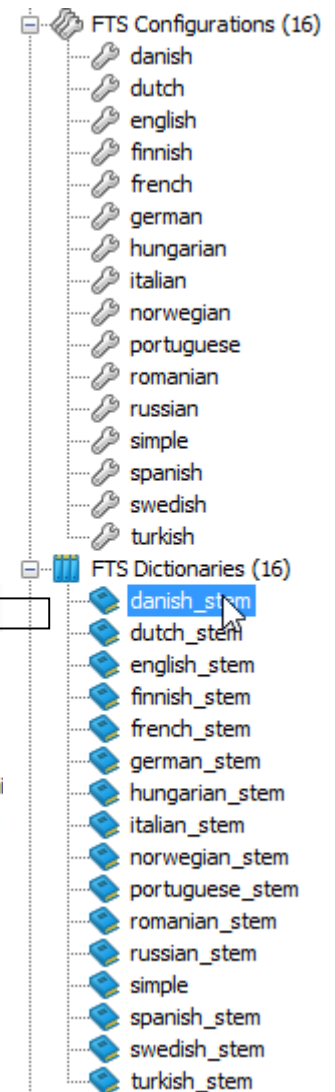 FTS Configurations (16)
danish
dutch
english
finnish
french
german
hungarian
italian
norwegian
portuguese
romanian
russian
simple
spanish
swedish
turkish
FTS Dictionaries (16)
danish_stem
dutch_stem
english_stem
finnish_stem
french_stem
german_stem
hungarian_stem
italian_stem
norwegian_stem
portuguese_stem
romanian_stem
russian_stem
simple
spanish_stem
swedish_stem
turkish_stem